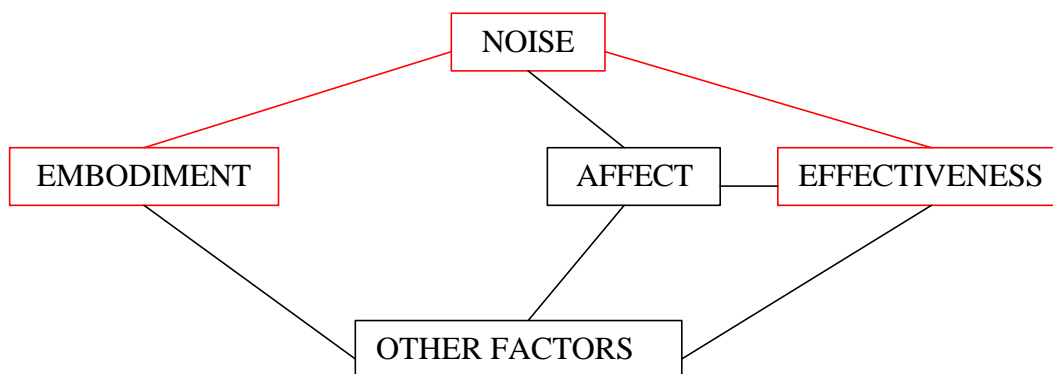 NOISE
EMBODIMENT
AFFECT
EFFECTIVENESS
OTHER FACTORS